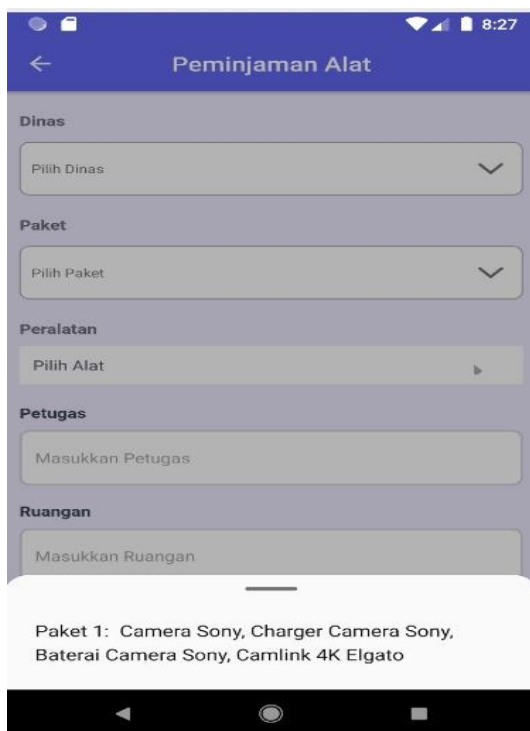 8:27
Peminjaman Alat
Dinas
Pilih Dinas
Paket
Pilih Paket
Peralatan
Pilih Alat
Petugas
Masukkan Petugas
Ruangan
Masukkan Ruangan
Paket 1:  Camera Sony, Charger Camera Sony,
Baterai Camera Sony, Camlink 4K Elgato